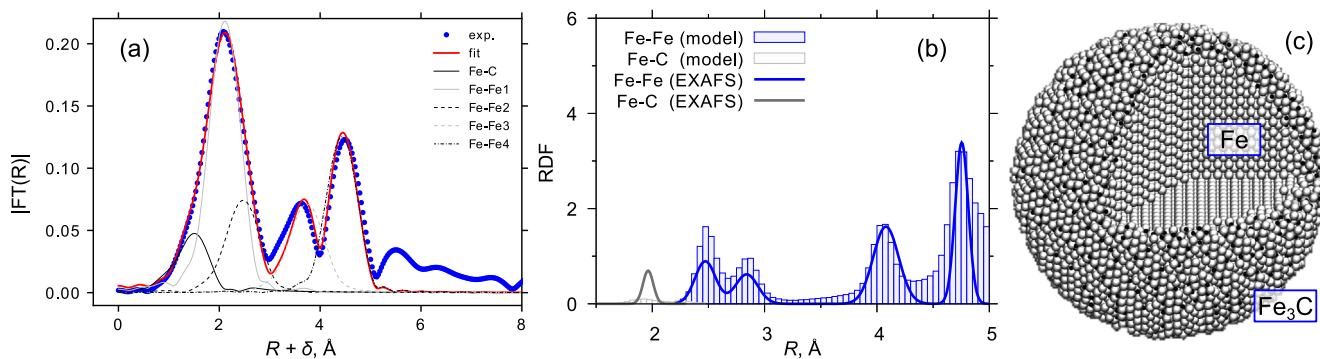 (a)
exp.
fit
Fe-C
Fe-Fe1
Fe-Fe2
Fe-Fe3
Fe-Fe4
|FT(R)|
0.20
0.15
0.10
0.05
0.00
0 2 4 6 8
R + δ, Å
(b)
Fe-Fe (model)
Fe-C (model)
Fe-Fe (EXAFS)
Fe-C (EXAFS)
RDF
6
4
2
0
2 3 4 5
R, Å
(c)
Fe
Fe₃C